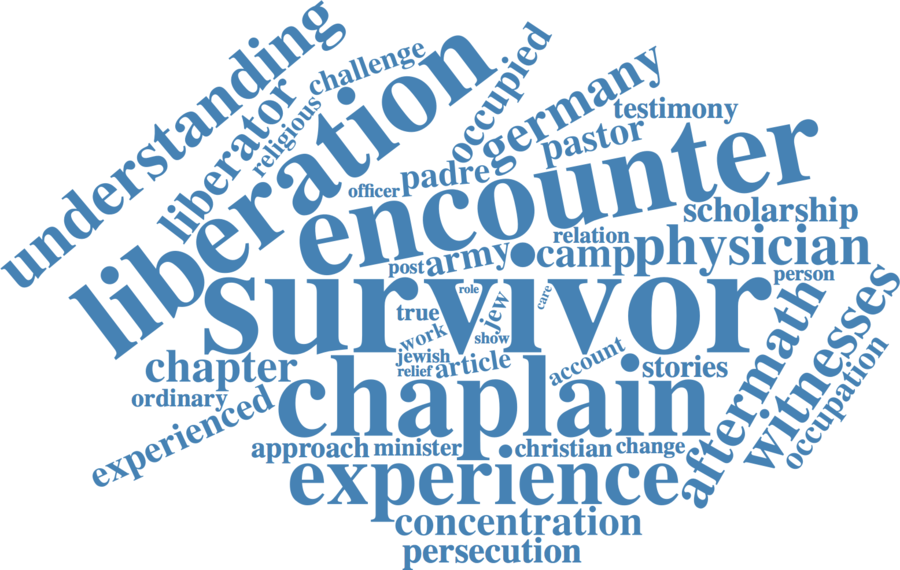 understanding
challenge
liberator
religious
liberation
occupied
germany
testimony
pastor
padre
officer
encounter
scholarship
relation
physician
camp
army
post
person
survivor
role
care
true
jew
work
show
jewish
relief
article
account
stories
chapter
ordinary
experienced
chaplain
aftermath
witnesses
occupation
approach
minister
christian
change
experience
concentration
persecution